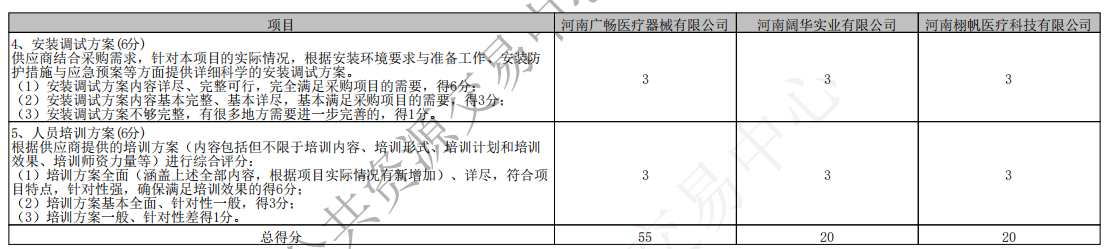 项目 河南广畅医疗器械有限公司 河南阔华实业有限公司 河南栩帆医疗科技有限公司
4、安装调试方案(6分)
供应商结合采购需求，针对本项目的实际情况，根据安装环境要求与准备工作、安装防
护措施与应急预案等方面提供详细科学的安装调试方案。
（1）安装调试方案内容详尽、完整可行，完全满足采购项目的需要，得6分；
（2）安装调试方案内容基本完整、基本详尽，基本满足采购项目的需要，得3分；
（3）安装调试方案不够完整，有很多地方需要进一步完善的，得1分。
3 3 3
5、人员培训方案(6分)
根据供应商提供的培训方案（内容包括但不限于培训内容、培训形式、培训计划和培训
效果、培训师资力量等）进行综合评分：
（1）培训方案全面（涵盖上述全部内容，根据项目实际情况有新增加）、详尽，符合项
目特点，针对性强，确保满足培训效果的得6分；
（2）培训方案基本全面、针对性一般，得3分；
（3）培训方案一般、针对性差得1分。
3 3 3
总得分 55 20 20
公共资源交易中心
交易中心